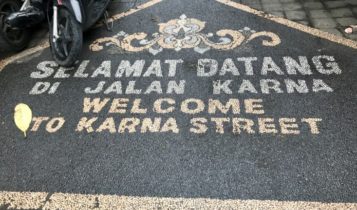 SELAMAT DATANG
DI JALAN KARNA
WELCOME
TO KARNA STREET